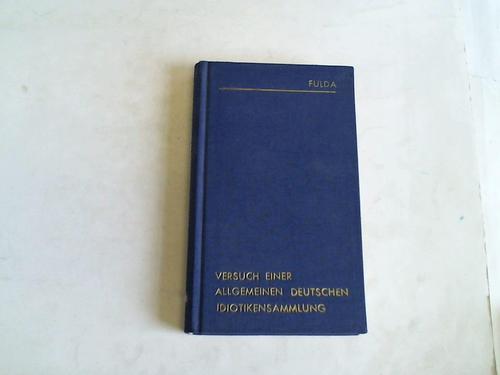 FULDA
VERSUCH EINER
ALLGEMEINEN DEUTSCHEN
IDIOTIKENSAMMLUNG